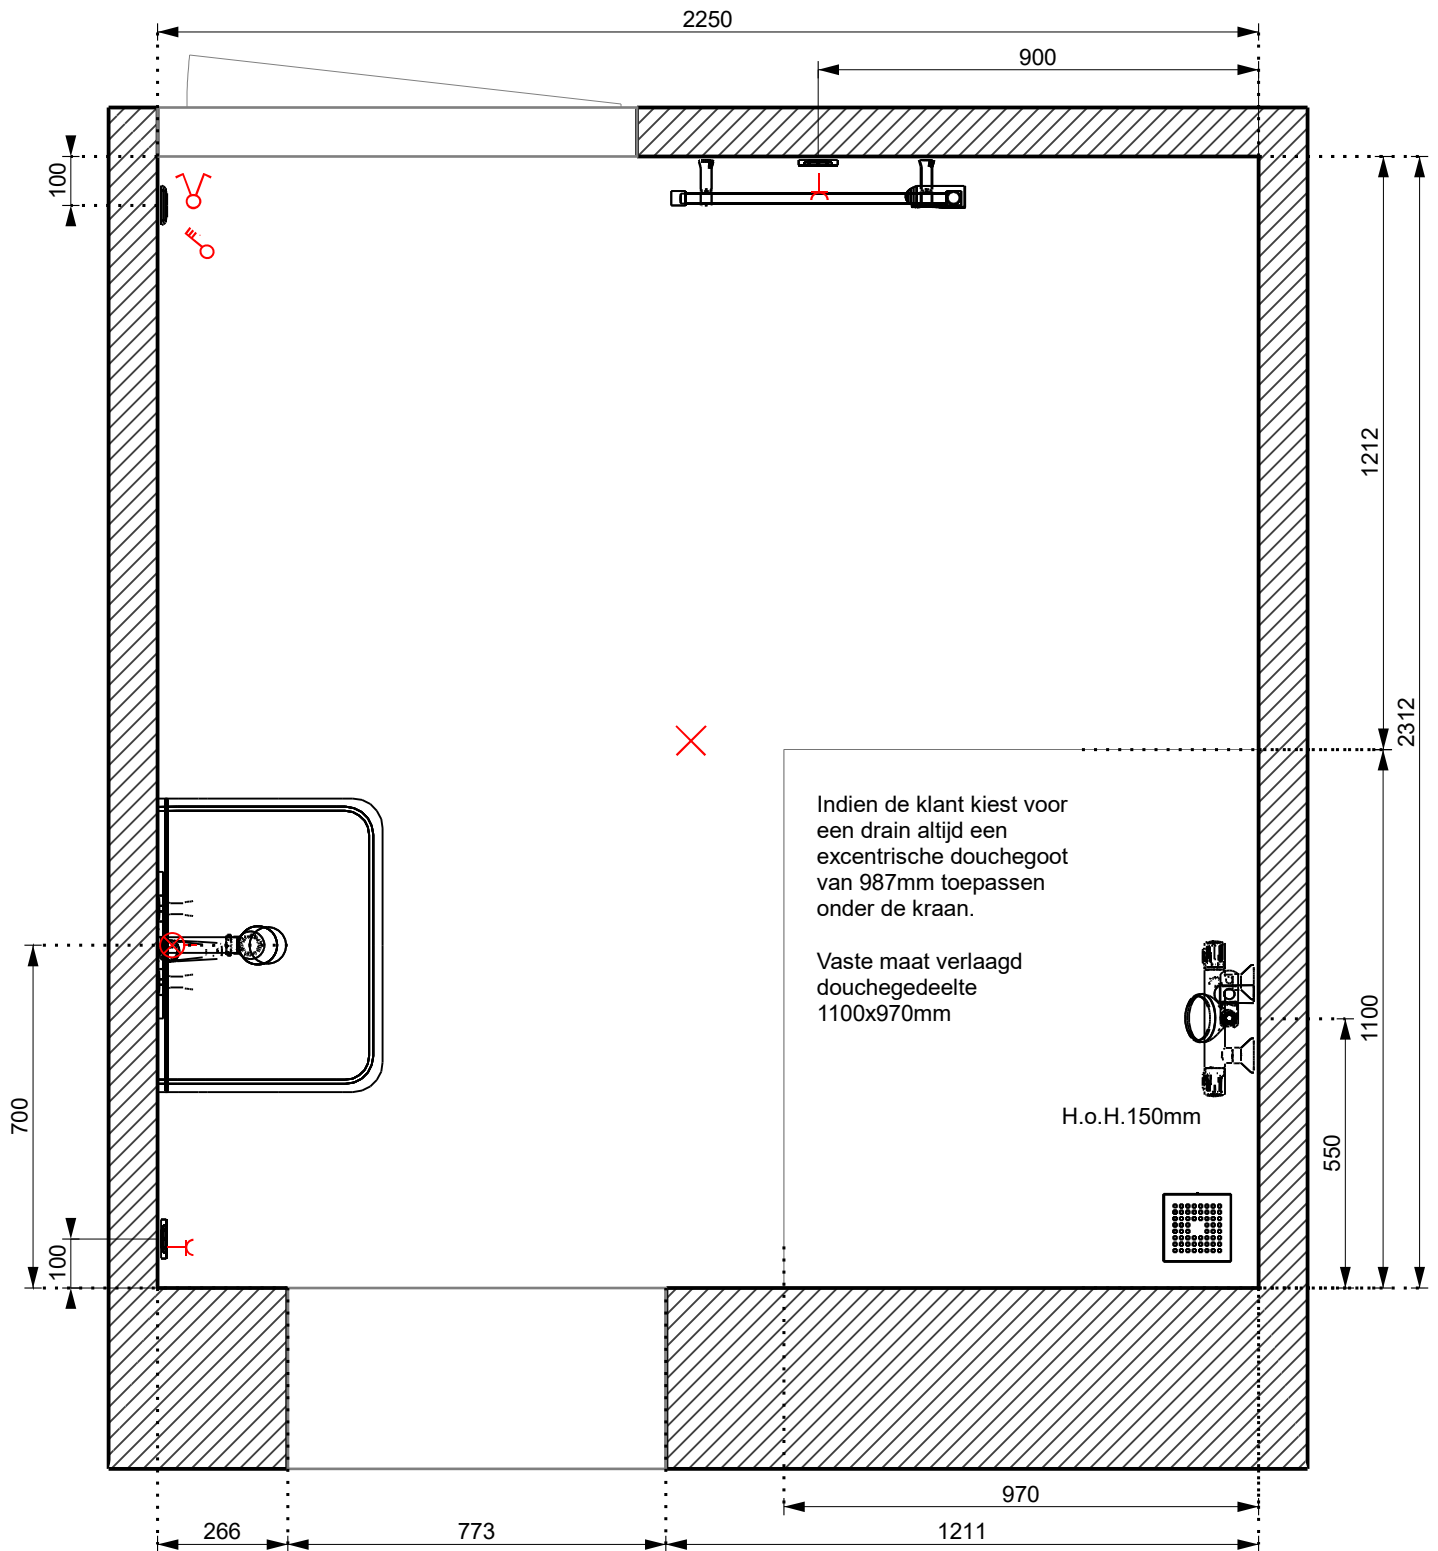 2250
900
100
1212
2312
Indien de klant kiest voor
een drain altijd een
excentrische douchegoot
van 987mm toepassen
onder de kraan.
Vaste maat verlaagd
douchegedeelte
1100x970mm
1100
H.o.H.150mm
700
550
100
970
266
773
1211